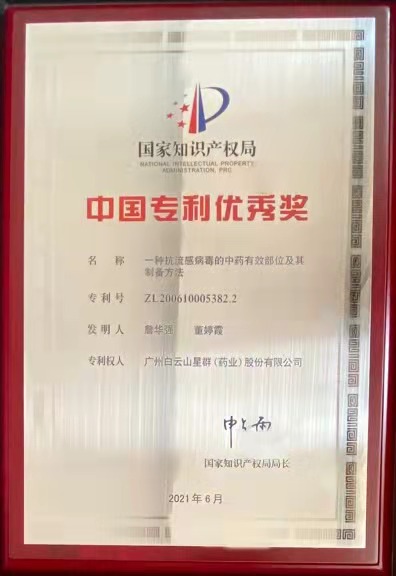 国家知识产权局
NATIONAL INTELLECTUAL PROPERTY
ADMINISTRATION, PRC
中国专利优秀奖
名 称 一种抗流感病毒的中药有效部位及其
制备方法
专利号 ZL200610005382.2
发明人 詹华强 董婷霞
专利权人 广州白云山星群（药业）股份有限公司
申长雨
国家知识产权局局长
2021年6月